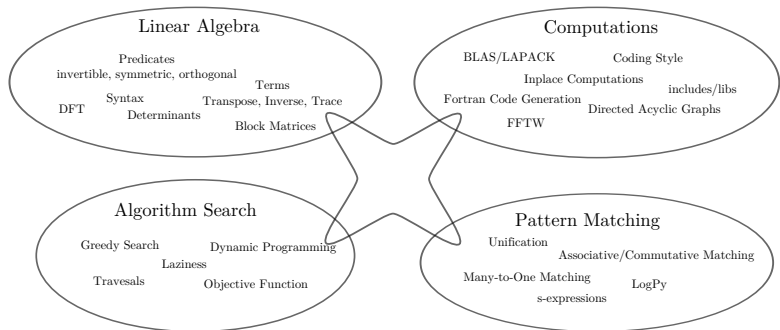 Linear Algebra
Predicates
invertible, symmetric, orthogonal
Terms
Syntax
Transpose, Inverse, Trace
DFT
Determinants
Block Matrices
Computations
BLAS/LAPACK
Coding Style
Inplace Computations
includes/libs
Fortran Code Generation
Directed Acyclic Graphs
FFTW
Algorithm Search
Greedy Search
Dynamic Programming
Laziness
Travesals
Objective Function
Pattern Matching
Unification
Associative/Commutative Matching
Many-to-One Matching
LogPy
s-expressions